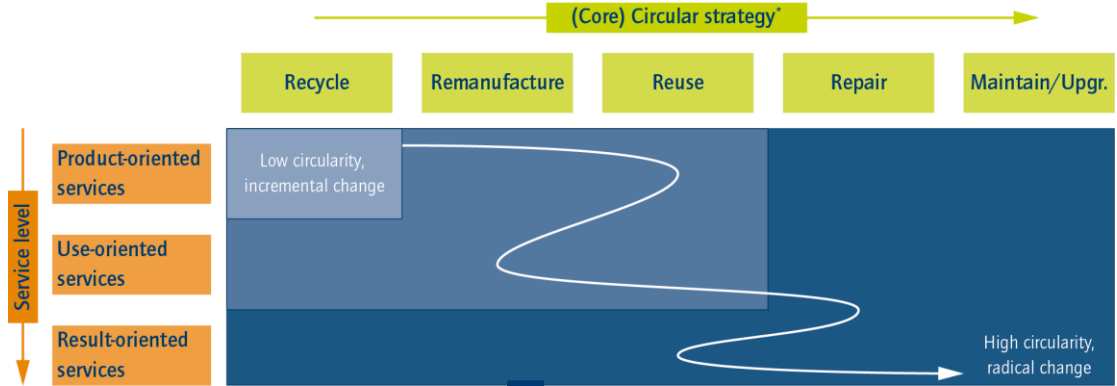 (Core) Circular strategy*
Recycle
Remanufacture
Reuse
Repair
Maintain/Upgr.
Service level
Product-oriented
services
Low circularity,
incremental change
Use-oriented
services
Result-oriented
services
High circularity,
radical change